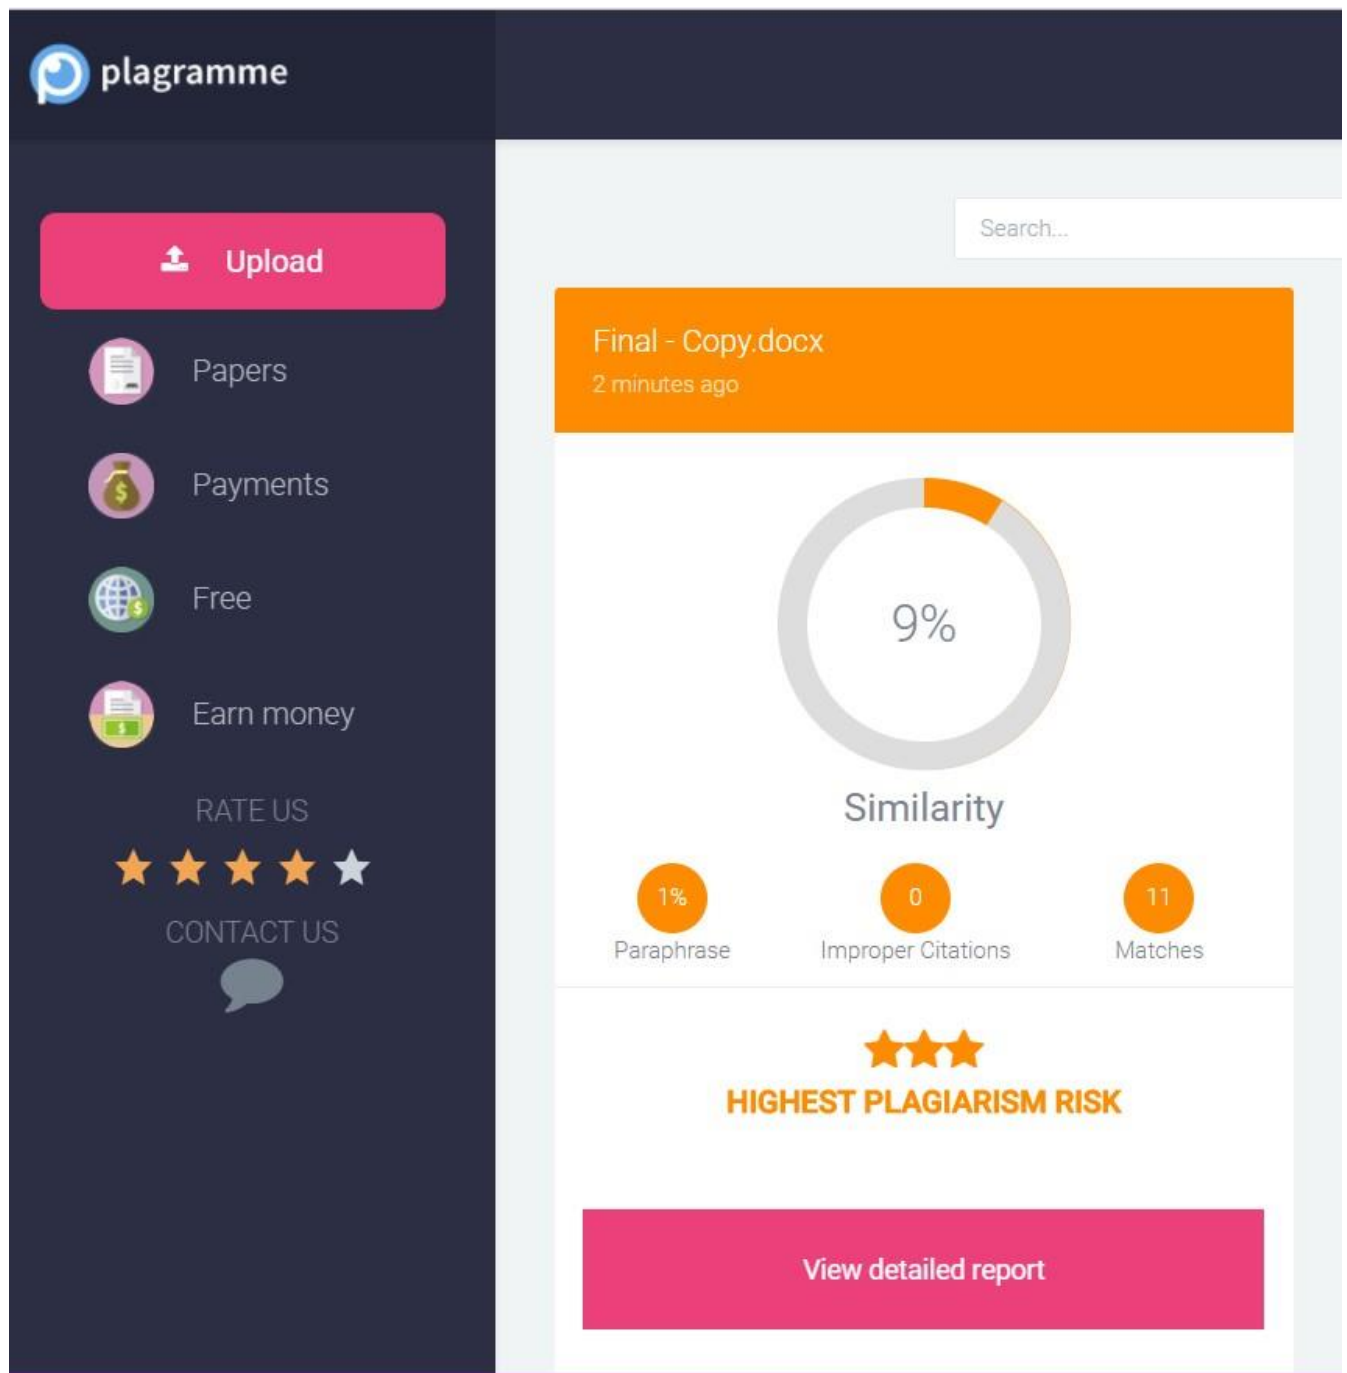 plagramme
Upload
Papers
Payments
Free
Earn money
RATE US
CONTACT US
Search...
Final - Copy.docx
2 minutes ago
9%
Similarity
1% 0 11
Paraphrase Improper Citations Matches
HIGHEST PLAGIARISM RISK
View detailed report